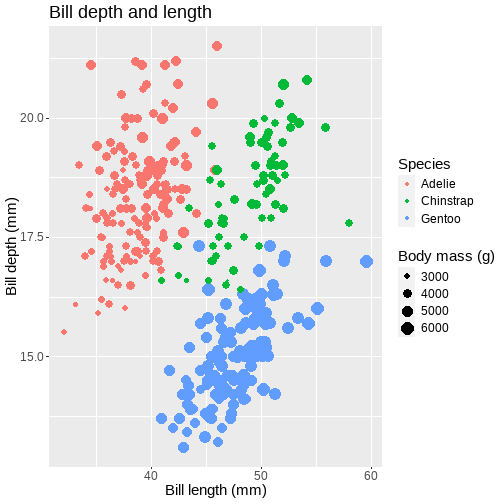 Bill depth and length
20.0
17.5
15.0
Bill depth (mm)
40
50
60
Bill length (mm)
Species
Adelie
Chinstrap
Gentoo
Body mass (g)
3000
4000
5000
6000